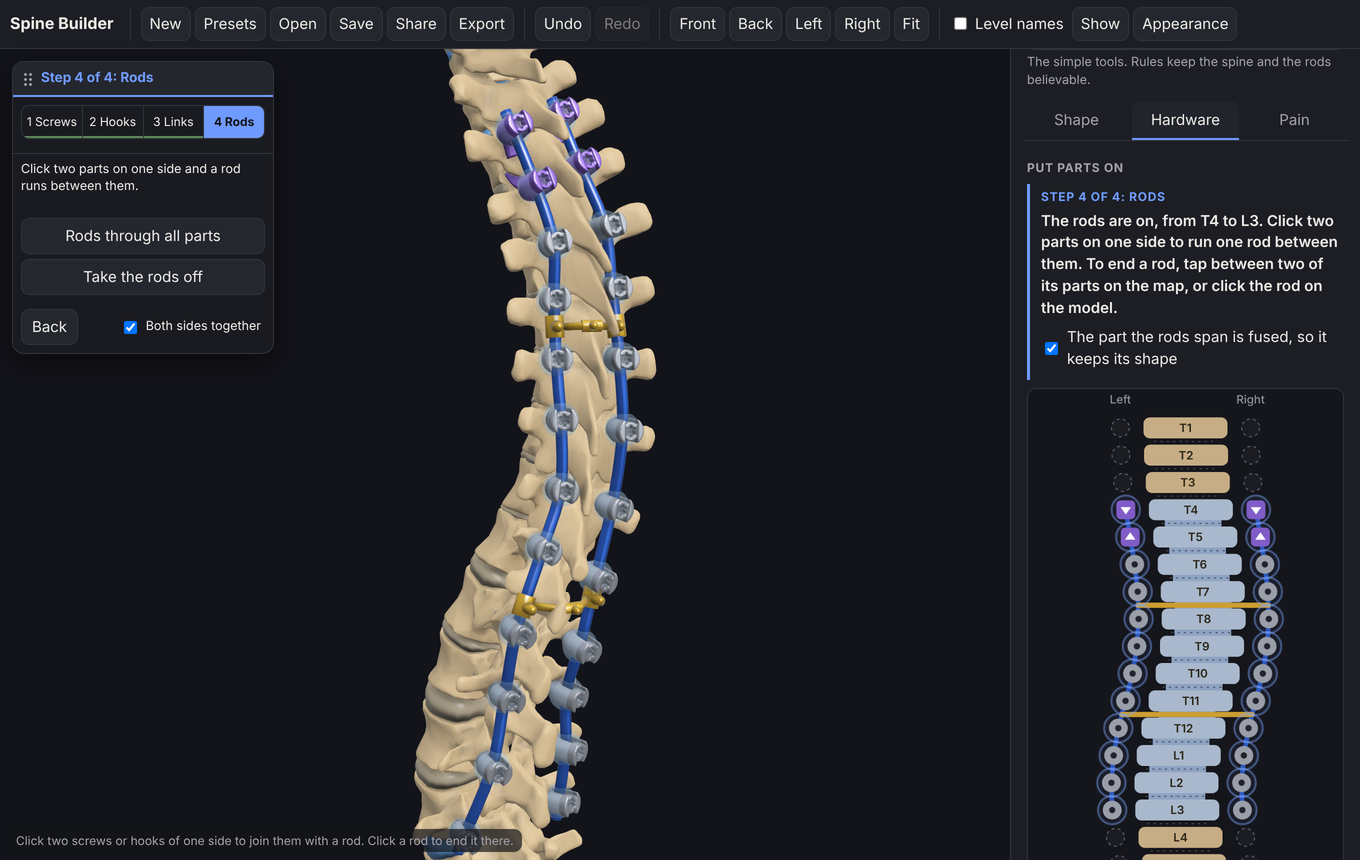 Spine Builder
New
Presets
Open
Save
Share
Export
Undo
Redo
Front
Back
Left
Right
Fit
Level names
Show
Appearance
Step 4 of 4: Rods
1 Screws
2 Hooks
3 Links
4 Rods
Click two parts on one side and a rod
runs between them.
Rods through all parts
Take the rods off
Back
Both sides together
Click two screws or hooks of one side to join them with a rod. Click a rod to end it there.
The simple tools. Rules keep the spine and the rods
believable.
Shape
Hardware
Pain
PUT PARTS ON
STEP 4 OF 4: RODS
The rods are on, from T4 to L3. Click two
parts on one side to run one rod between
them. To end a rod, tap between two of
its parts on the map, or click the rod on
the model.
The part the rods span is fused, so it
keeps its shape
Left
Right
T1
T2
T3
T4
T5
T6
T7
T8
T9
T10
T11
T12
L1
L2
L3
L4